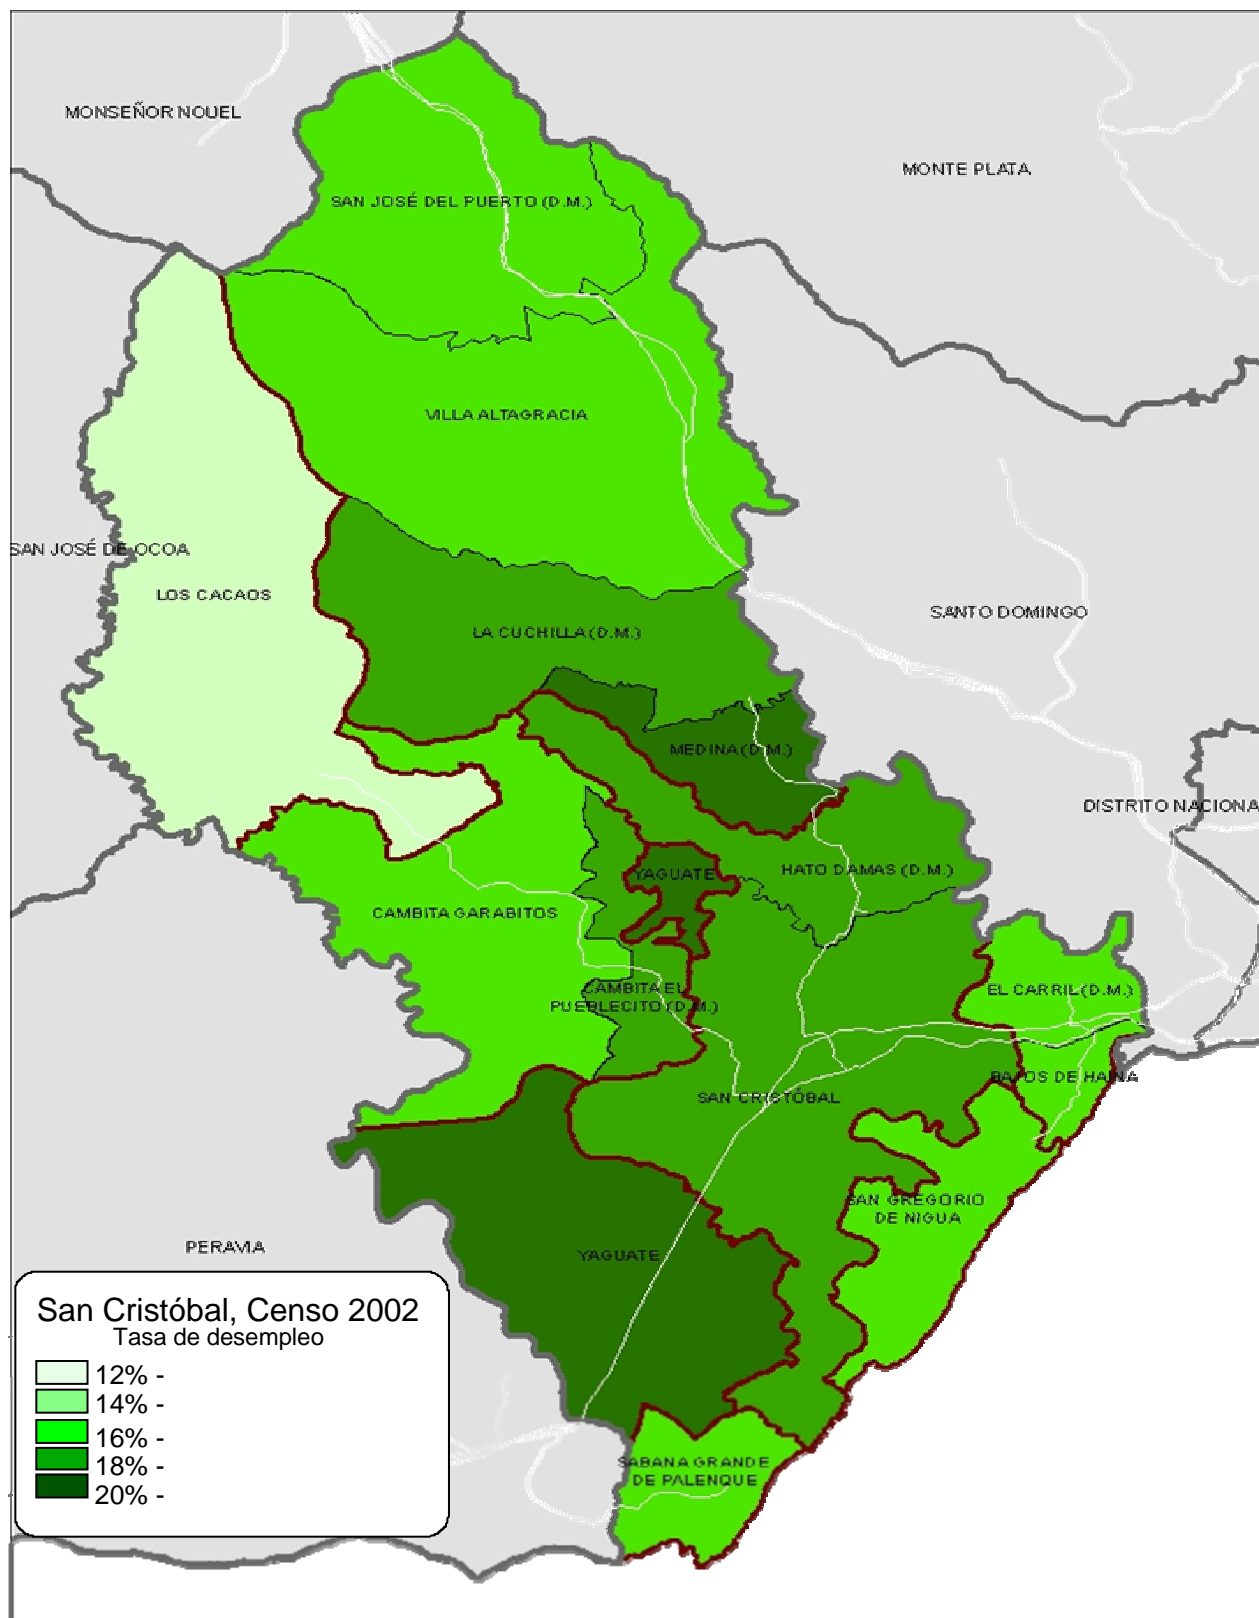 MONSEÑOR NOUEL
MONTE PLATA
SAN JOSÉ DEL PUERTO (D.M.)
VILLA ALTAGRACIA
SAN JOSÉ DE OCOA
LOS CACAOS
SANTO DOMINGO
LA CUCHILLA (D.M.)
MEDINA (D.M.)
DISTRITO NACIONA
YAGUATE
HATO DAMAS (D.M.)
CAMBITA GARABITOS
CAMBITA EL
PUEBLECITO (D.M.)
EL CARRIL (D.M.)
BAJOS DE HAINA
SAN CRISTÓBAL
SAN GREGORIO
DE NIGUA
PERAVIA
YAGUATE
San Cristóbal, Censo 2002
Tasa de desempleo
12% -
14% -
16% -
18% -
20% -
SABANA GRANDE
DE PALENQUE